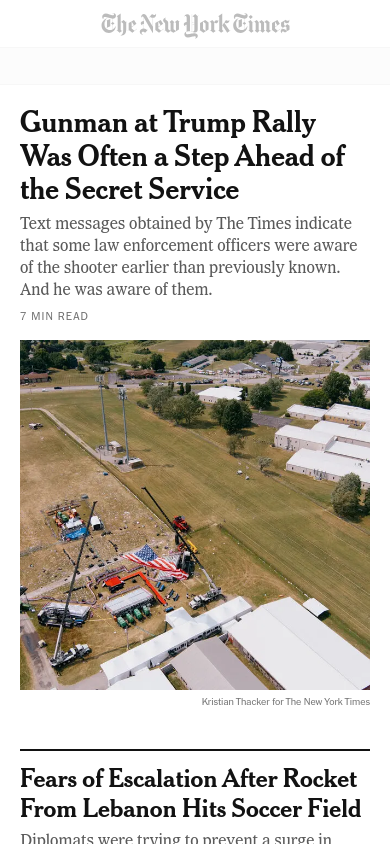 The New York Times
Gunman at Trump Rally
Was Often a Step Ahead of
the Secret Service
Text messages obtained by The Times indicate
that some law enforcement officers were aware
of the shooter earlier than previously known.
And he was aware of them.
7 MIN READ
Kristian Thacker for The New York Times
Fears of Escalation After Rocket
From Lebanon Hits Soccer Field
Diplomats were trying to prevent a surge in